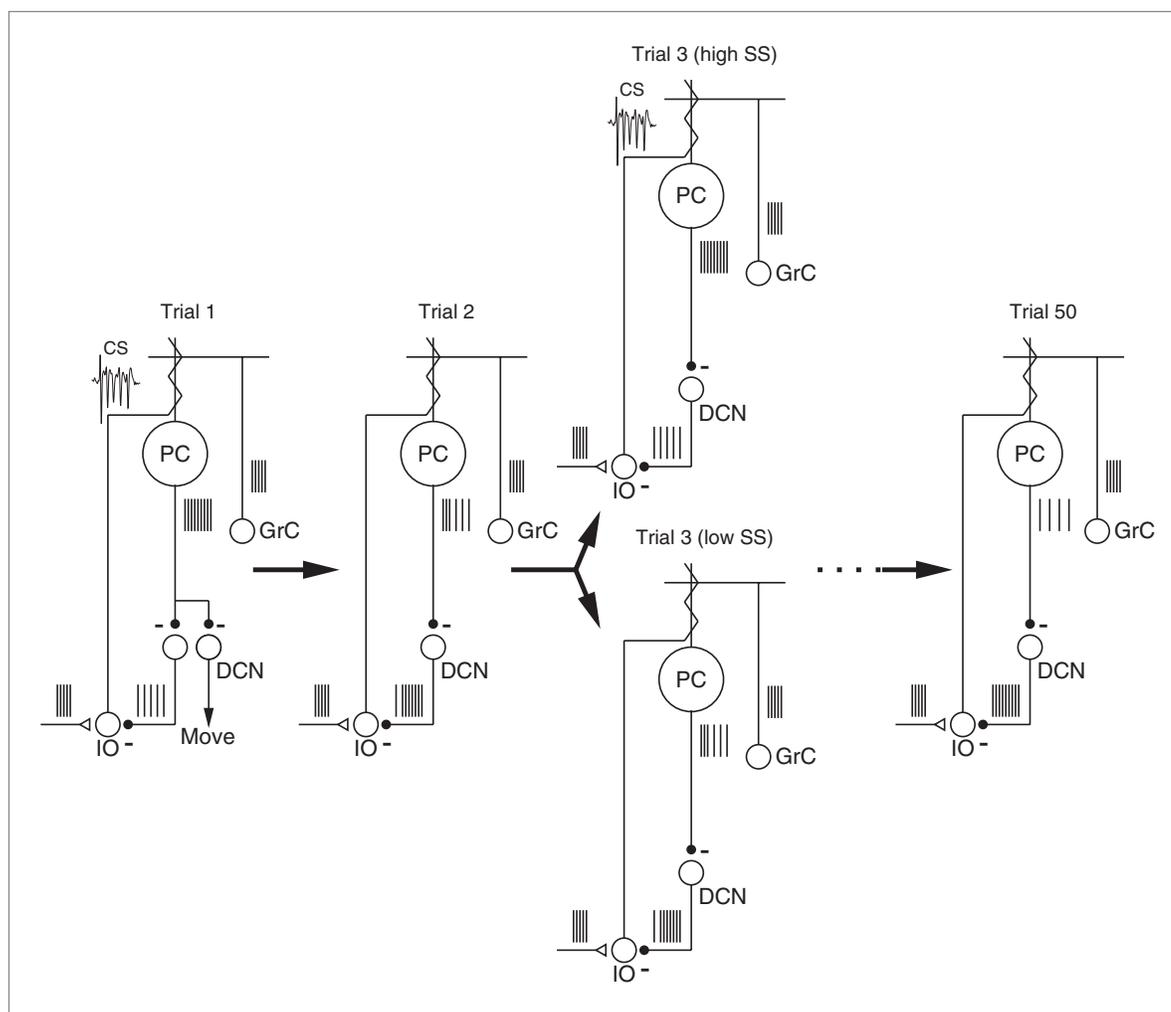 Trial 1
CS
PC
GrC
- -
DCN
IO -
Move
Trial 2
PC
GrC
-
DCN
IO -
Trial 3 (high SS)
CS
PC
GrC
-
DCN
IO -
Trial 3 (low SS)
PC
GrC
-
DCN
IO -
Trial 50
PC
GrC
-
DCN
IO -